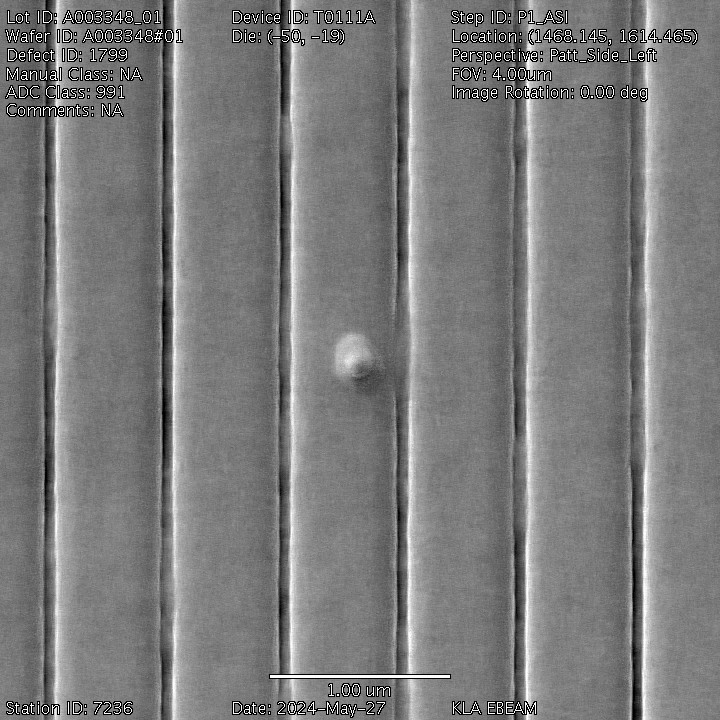 Lot ID: A003348_01
Wafer ID: A003348#01
Defect ID: 1799
Manual Class: NA
ADC Class: 991
Comments: NA
Device ID: T0111A
Die: (-50, -19)
Step ID: P1_ASI
Location: (1468.145, 1614.465)
Perspective: Patt_Side_Left
FOV: 4.00um
Image Rotation: 0.00 deg
1.00 um
Station ID: 7236
Date: 2024-May-27
KLA EBEAM